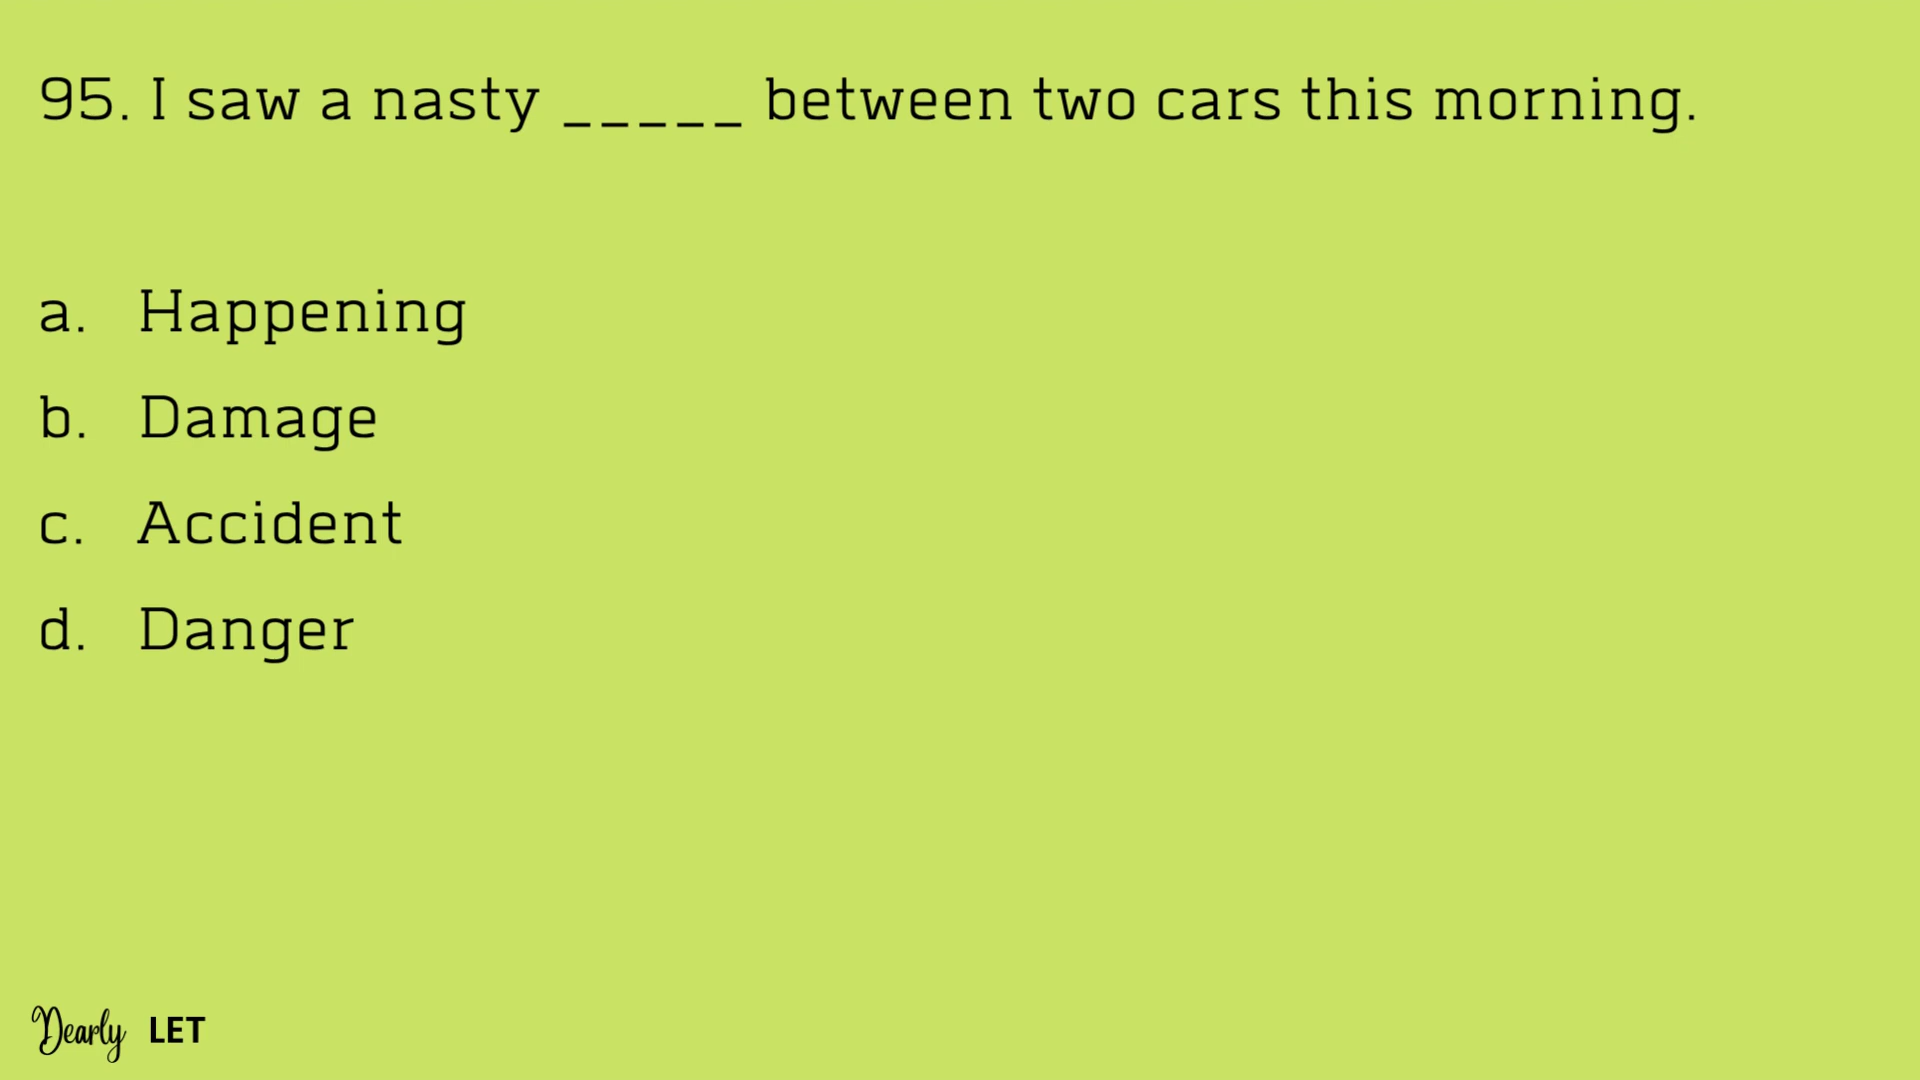 95. I saw a nasty _____ between two cars this morning.
a. Happening
b. Damage
c. Accident
d. Danger
Dearly LET